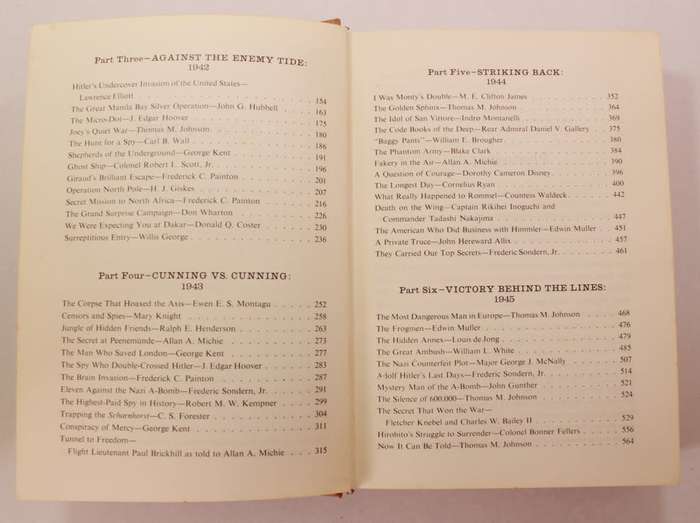 Part Three—AGAINST THE ENEMY TIDE:
1942
Hitler's Undercover Invasion of the United States—
Lawrence Elliott . . . . . . . . . . 154
The Great Manila Bay Silver Operation—John G. Hubbell . . 163
The Micro-Dot—J. Edgar Hoover . . . . . . . . 175
Joey's Quiet War—Thomas M. Johnson . . . . . . . 180
The Hunt for a Spy—Carl B. Wall . . . . . . . . 186
Shepherds of the Underground—George Kent . . . . . 191
Ghost Ship—Colonel Robert L. Scott, Jr. . . . . . . 196
Giraud's Brilliant Escape—Frederick C. Painton . . . . 201
Operation North Pole—H. J. Giskes . . . . . . . 207
Secret Mission to North Africa—Frederick C. Painton . . . 216
The Grand Surprise Campaign—Don Wharton . . . . . 226
We Were Expecting You at Dakar—Donald Q. Coster . . . 230
Surreptitious Entry—Willis George . . . . . . . 236
Part Four—CUNNING VS. CUNNING:
1943
The Corpse That Hoaxed the Axis—Ewen E. S. Montagu . . . . . 252
Censors and Spies—Mary Knight . . . . . . . . 258
Jungle of Hidden Friends—Ralph E. Henderson . . . . . 263
The Secret at Peenemünde—Allan A. Michie . . . . . . 273
The Man Who Saved London—George Kent . . . . . . 277
The Spy Who Double-Crossed Hitler—J. Edgar Hoover . . . . 283
The Brain Invasion—Frederick C. Painton . . . . . . 287
Eleven Against the Nazi A-Bomb—Frederic Sondern, Jr. . . . . 291
The Highest-Paid Spy in History—Robert M. W. Kempner . . . 299
Trapping the Scharnhorst—C. S. Forester . . . . . . 304
Conspiracy of Mercy—George Kent . . . . . . . 311
Tunnel to Freedom—
Flight Lieutenant Paul Brickhill as told to Allan A. Michie . . . 315
Part Five—STRIKING BACK:
1944
I Was Monty's Double—M. E. Clifton James . . . . . . 352
The Golden Sphinx—Thomas M. Johnson . . . . . . 364
The Idol of San Vittore—Indro Montanelli . . . . . . 369
The Code Books of the Deep—Rear Admiral Daniel V. Gallery . . 375
"Baggy Pants"—William E. Brougher . . . . . . . 380
The Phantom Army—Blake Clark . . . . . . . . 384
Fakery in the Air—Allan A. Michie . . . . . . . 390
A Question of Courage—Dorothy Cameron Disney . . . . 396
The Longest Day—Cornelius Ryan . . . . . . . . 400
What Really Happened to Rommel—Countess Waldeck . . . . 442
Death on the Wing—Captain Rikihei Inoguchi and
Commander Tadashi Nakajima . . . . . . . . 447
The American Who Did Business with Himmler—Edwin Muller . . 451
A Private Truce—John Hereward Allix . . . . . . . 457
They Carried Our Top Secrets—Frederic Sondern, Jr. . . . . 461
Part Six—VICTORY BEHIND THE LINES:
1945
The Most Dangerous Man in Europe—Thomas M. Johnson . . . 468
The Frogmen—Edwin Muller . . . . . . . . . 476
The Hidden Annex—Louis de Jong . . . . . . . . 479
The Great Ambush—William L. White . . . . . . . 485
The Nazi Counterfeit Plot—Major George J. McNally . . . . 507
Adolf Hitler's Last Days—Frederic Sondern, Jr. . . . . . 514
Mystery Man of the A-Bomb—John Gunther . . . . . . 521
The Silence of 600,000—Thomas M. Johnson . . . . . . 524
The Secret That Won the War—
Fletcher Knebel and Charles W. Bailey II . . . . . . 529
Hirohito's Struggle to Surrender—Colonel Bonner Fellers . . . . 556
Now It Can Be Told—Thomas M. Johnson . . . . . . 564